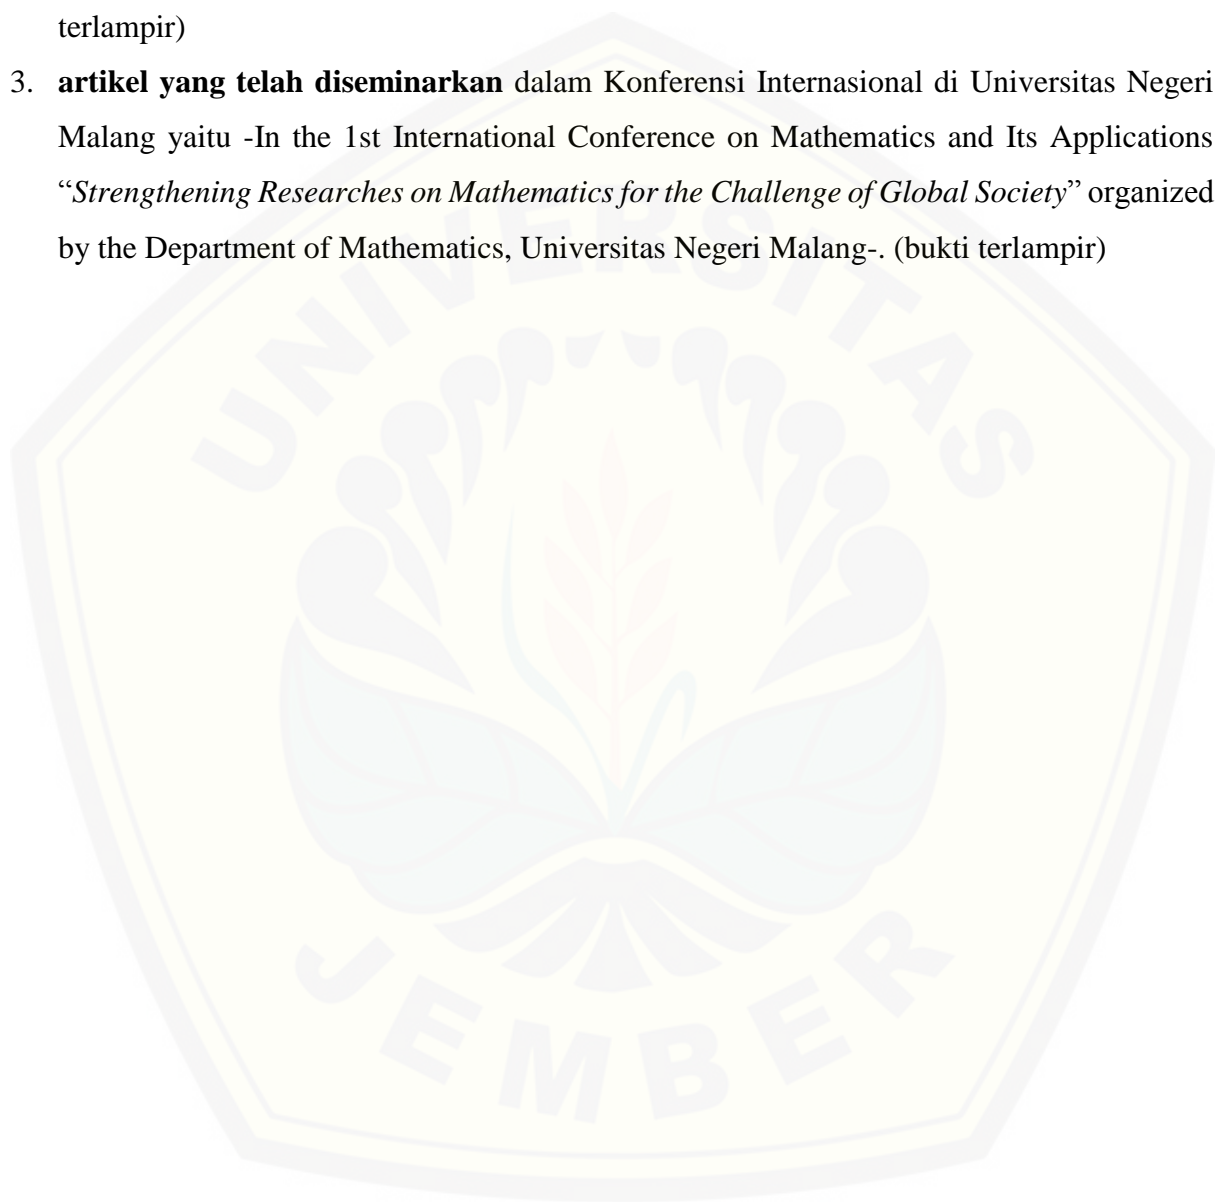 terlampir)
3. artikel yang telah diseminarkan dalam Konferensi Internasional di Universitas Negeri
Malang yaitu -In the 1st International Conference on Mathematics and Its Applications
“Strengthening Researches on Mathematics for the Challenge of Global Society” organized
by the Department of Mathematics, Universitas Negeri Malang-. (bukti terlampir)
UNIVERSITAS
JEMBER